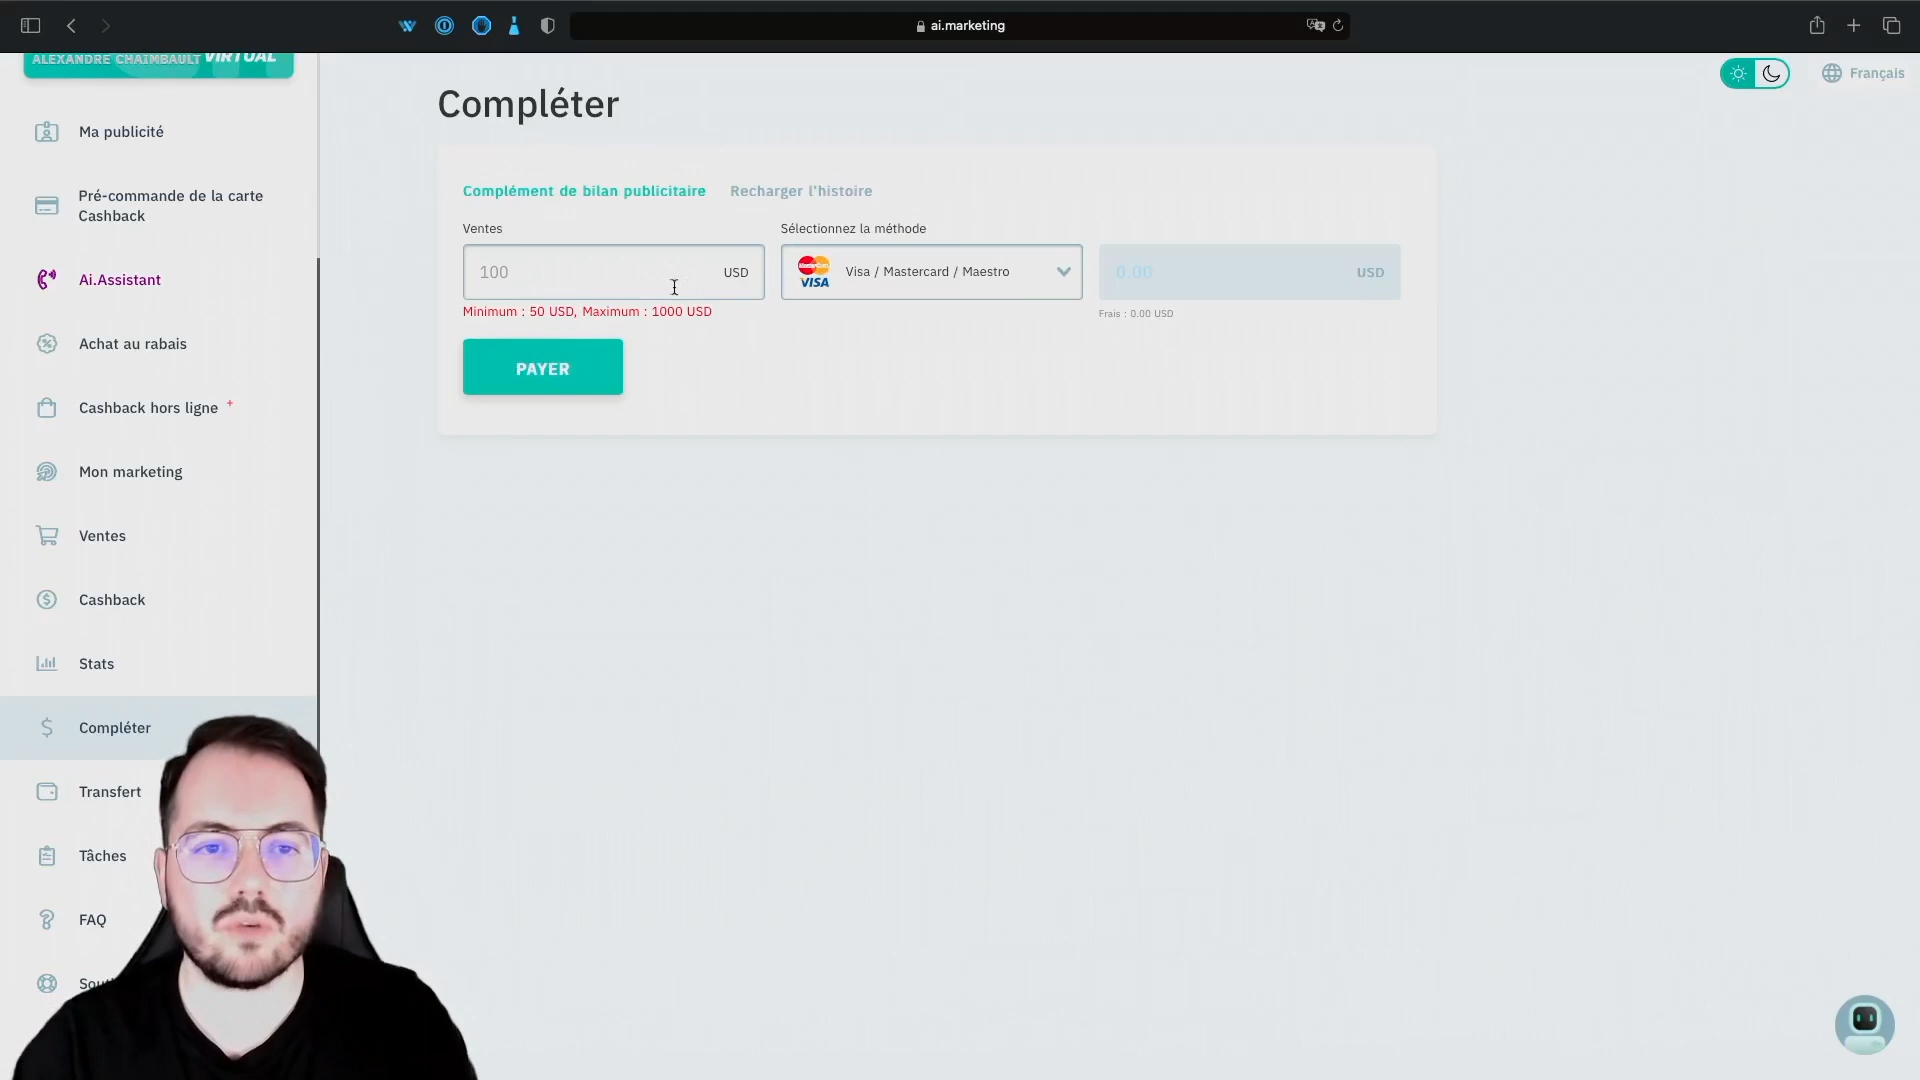 ai.marketing
ALEXANDRE CHAIMBAULT VIRTUAL
Français
Compléter
Ma publicité
Pré-commande de la carte
Cashback
Ai.Assistant
Achat au rabais
Cashback hors ligne +
Mon marketing
Ventes
Cashback
Stats
Compléter
Transfert
Tâches
FAQ
Complément de bilan publicitaire Recharger l'histoire
Ventes
Sélectionnez la méthode
100 USD
Visa / Mastercard / Maestro
0.00 USD
Minimum : 50 USD, Maximum : 1000 USD
Frais : 0.00 USD
PAYER